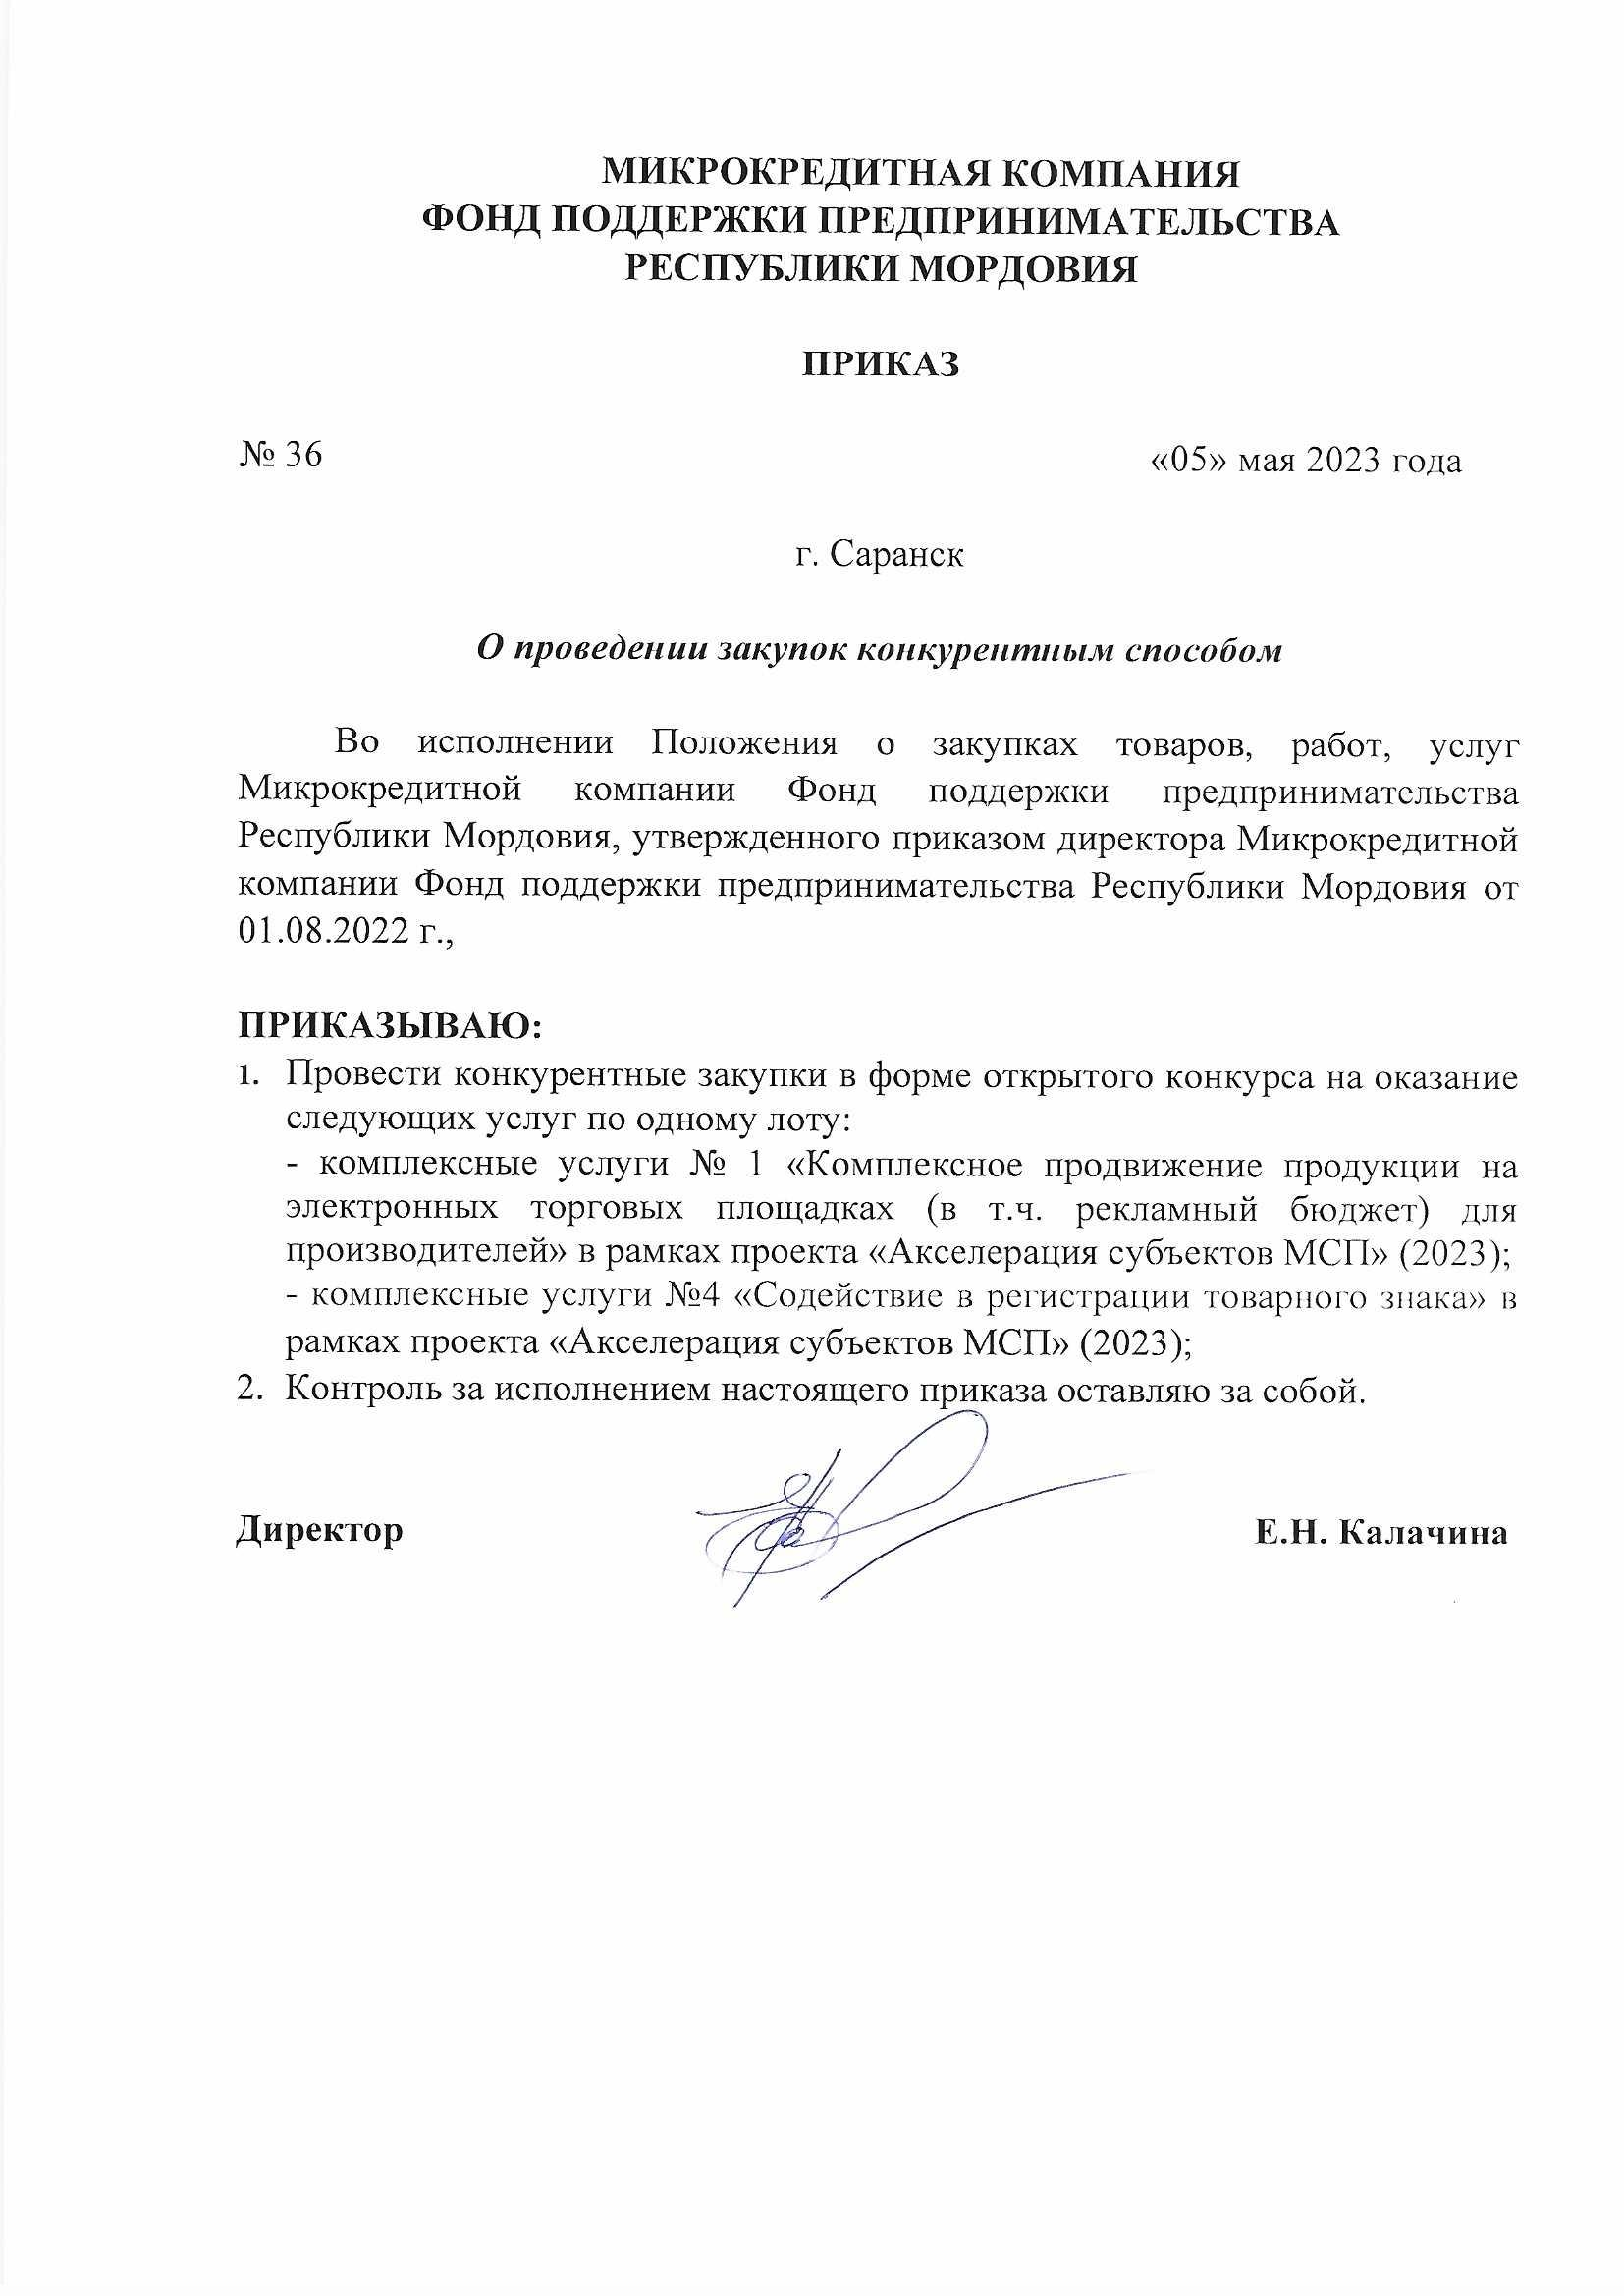 МИКРОКРЕДИТНАЯ КОМПАНИЯ
ФОНД ПОДДЕРЖКИ ПРЕДПРИНИМАТЕЛЬСТВА
РЕСПУБЛИКИ МОРДОВИЯ
ПРИКАЗ
№ 36 «05» мая 2023 года
г. Саранск
О проведении закупок конкурентным способом
Во исполнении Положения о закупках товаров, работ, услуг
Микрокредитной компании Фонд поддержки предпринимательства
Республики Мордовия, утвержденного приказом директора Микрокредитной
компании Фонд поддержки предпринимательства Республики Мордовия от
01.08.2022 г.,
ПРИКАЗЫВАЮ:
1. Провести конкурентные закупки в форме открытого конкурса на оказание
следующих услуг по одному лоту:
- комплексные услуги № 1 «Комплексное продвижение продукции на
электронных торговых площадках (в т.ч. рекламный бюджет) для
производителей» в рамках проекта «Акселерация субъектов МСП» (2023);
- комплексные услуги №4 «Содействие в регистрации товарного знака» в
рамках проекта «Акселерация субъектов МСП» (2023);
2. Контроль за исполнением настоящего приказа оставляю за собой.
Директор Е.Н. Калачина